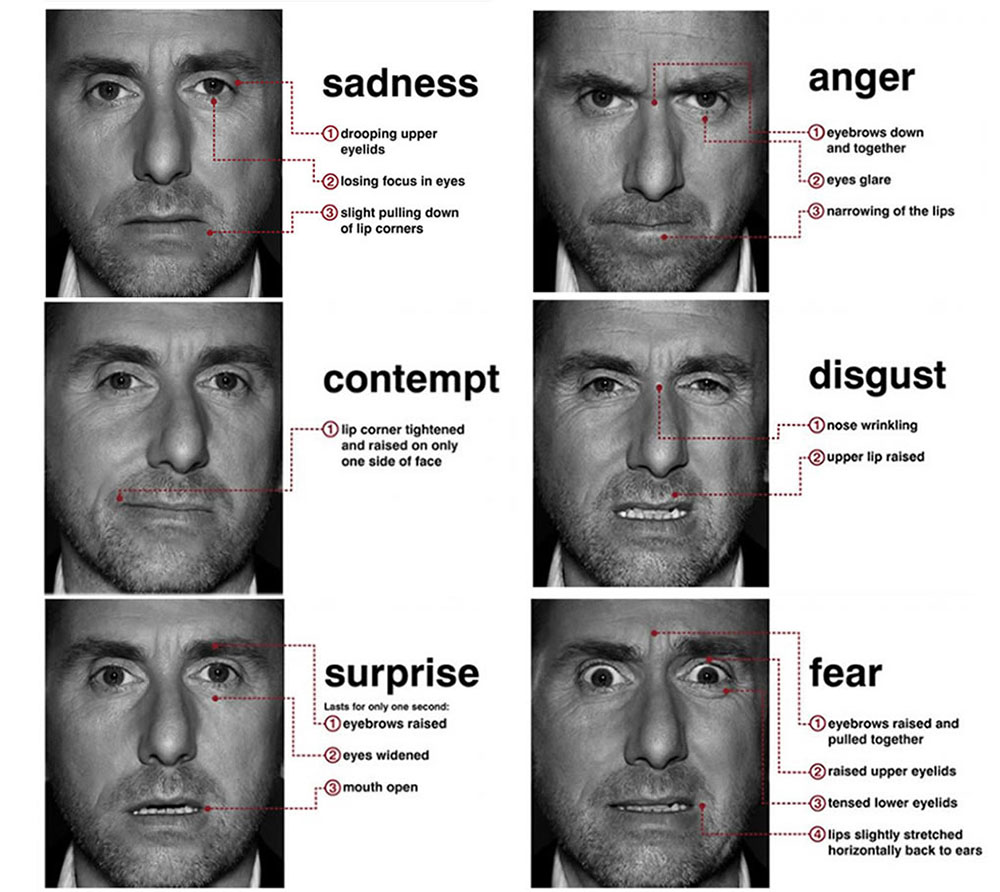 sadness
1 drooping upper
eyelids
2 losing focus in eyes
3 slight pulling down
of lip corners
anger
1 eyebrows down
and together
2 eyes glare
3 narrowing of the lips
contempt
1 lip corner tightened
and raised on only
one side of face
disgust
1 nose wrinkling
2 upper lip raised
surprise
Lasts for only one second:
1 eyebrows raised
2 eyes widened
3 mouth open
fear
1 eyebrows raised and
pulled together
2 raised upper eyelids
3 tensed lower eyelids
4 lips slightly stretched
horizontally back to ears